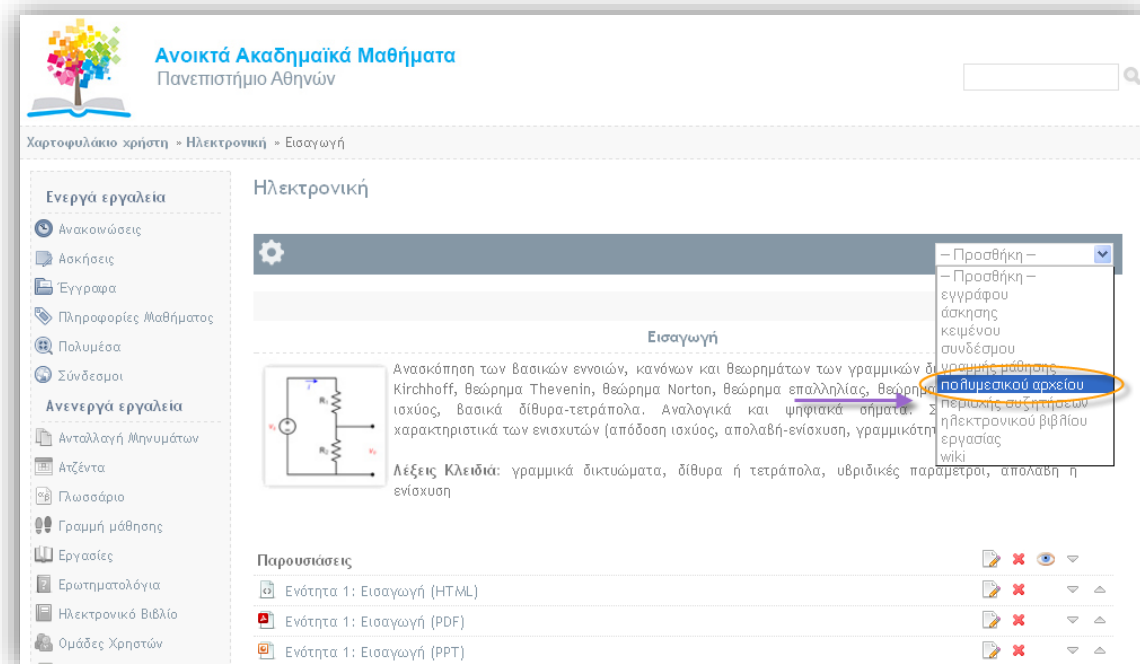 Ανοικτά Ακαδημαϊκά Μαθήματα
Πανεπιστήμιο Αθηνών
Χαρτοφυλάκιο χρήστη » Ηλεκτρονική » Εισαγωγή
Ενεργά εργαλεία
Ανακοινώσεις
Ασκήσεις
Έγγραφα
Πληροφορίες Μαθήματος
Πολυμέσα
Σύνδεσμοι
Ανενεργά εργαλεία
Ανταλλαγή Μηνυμάτων
Ατζέντα
Γλωσσάριο
Γραμμή μάθησης
Εργασίες
Ερωτηματολόγια
Ηλεκτρονικό Βιβλίο
Ομάδες Χρηστών
Ηλεκτρονική
– Προσθήκη –
– Προσθήκη –
εγγράφου
άσκησης
κειμένου
συνδέσμου
γραμμής μάθησης
πολυμεσικού αρχείου
περιοχής συζητήσεων
ηλεκτρονικού βιβλίου
εργασίας
wiki
Εισαγωγή
Ανασκόπηση των βασικών εννοιών, κανόνων και θεωρημάτων των γραμμικών
Kirchhoff, θεώρημα Thevenin, θεώρημα Norton, θεώρημα επαλληλίας, θεώρημα
ισχύος, βασικά δίθυρα-τετράπολα. Αναλογικά και ψηφιακά σήματα.
χαρακτηριστικά των ενισχυτών (απόδοση ισχύος, απολαβή-ενίσχυση,
Λέξεις Κλειδιά: γραμμικά δικτυώματα, δίθυρα ή τετράπολα, υβριδικές παράμετροι, απολαβή ή
ενίσχυση
R₁
R₂
Παρουσιάσεις
Ενότητα 1: Εισαγωγή (HTML)
Ενότητα 1: Εισαγωγή (PDF)
Ενότητα 1: Εισαγωγή (PPT)